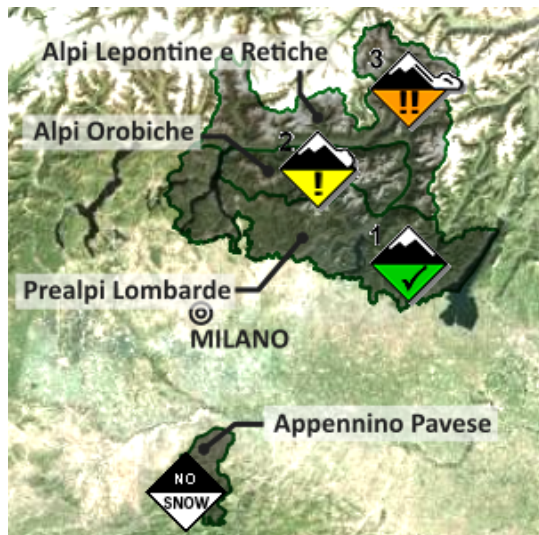 Alpi Lepontine e Retiche
3
!!
Alpi Orobiche
2
!
1
Prealpi Lombarde
MILANO
Appennino Pavese
NO
SNOW